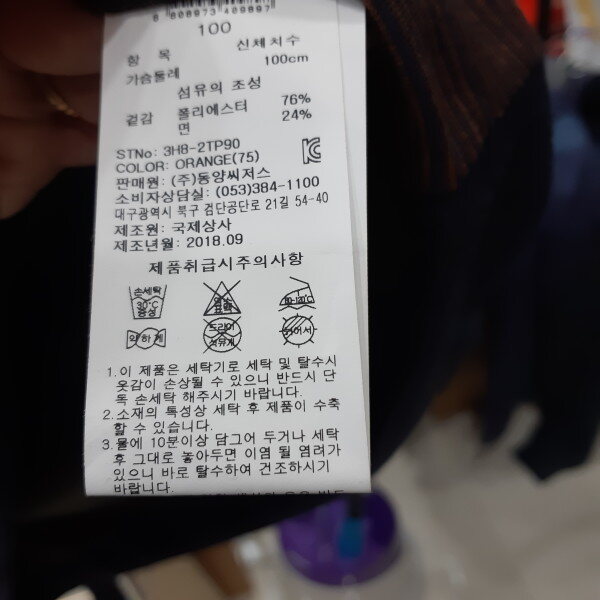 8 808973 409897
100
항 목 신체치수
가슴둘레 100cm
섬유의 조성
겉감 폴리에스터 76%
면 24%
STNo: 3H8-2TP90
COLOR: ORANGE(75)
판매원: (주)동양씨저스
소비자상담실: (053)384-1100
대구광역시 북구 검단공단로 21길 54-40
제조원: 국제상사
제조년월: 2018.09
제품취급시주의사항
손세탁
30℃
중성
약하게
드라이
1.이 제품은 세탁기로 세탁 및 탈수시
옷감이 손상될 수 있으니 반드시 단
독 손세탁 해주시기 바랍니다.
2.소재의 특성상 세탁 후 제품이 수축
할 수 있습니다.
3.물에 10분이상 담그어 두거나 세탁
후 그대로 놓아두면 이염 될 염려가
있으니 바로 탈수하여 건조하시기
바랍니다.